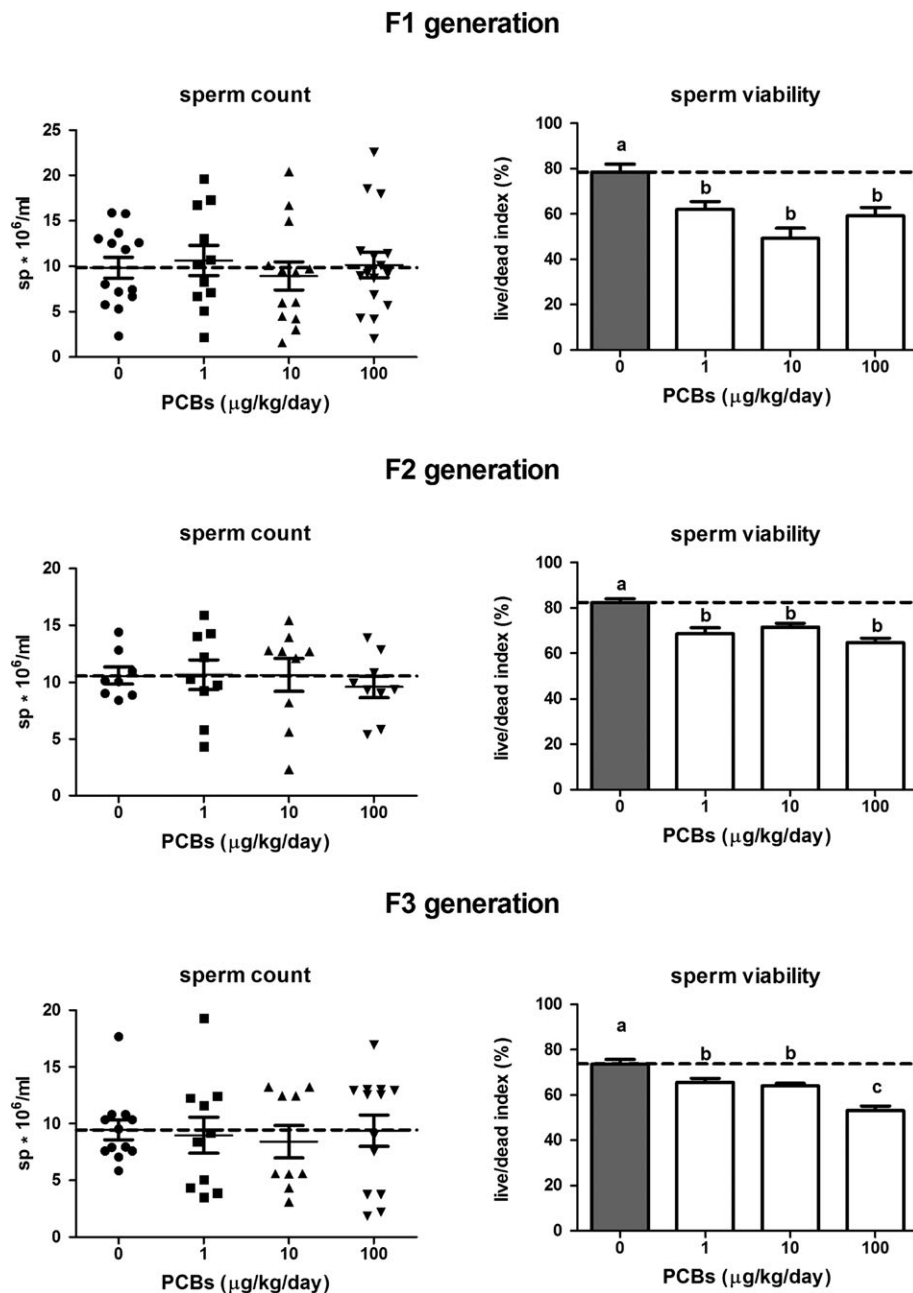 F1 generation
sperm count
25
20
15
10
5
0
sp * 10⁶/ml
0 1 10 100
PCBs (µg/kg/day)
sperm viability
100
80
60
40
20
0
live/dead index (%)
a b b b
0 1 10 100
PCBs (µg/kg/day)
F2 generation
sperm count
20
15
10
5
0
sp * 10⁶/ml
0 1 10 100
PCBs (µg/kg/day)
sperm viability
100
80
60
40
20
0
live/dead index (%)
a b b b
0 1 10 100
PCBs (µg/kg/day)
F3 generation
sperm count
20
15
10
5
0
sp * 10⁶/ml
0 1 10 100
PCBs (µg/kg/day)
sperm viability
100
80
60
40
20
0
live/dead index (%)
a b b c
0 1 10 100
PCBs (µg/kg/day)